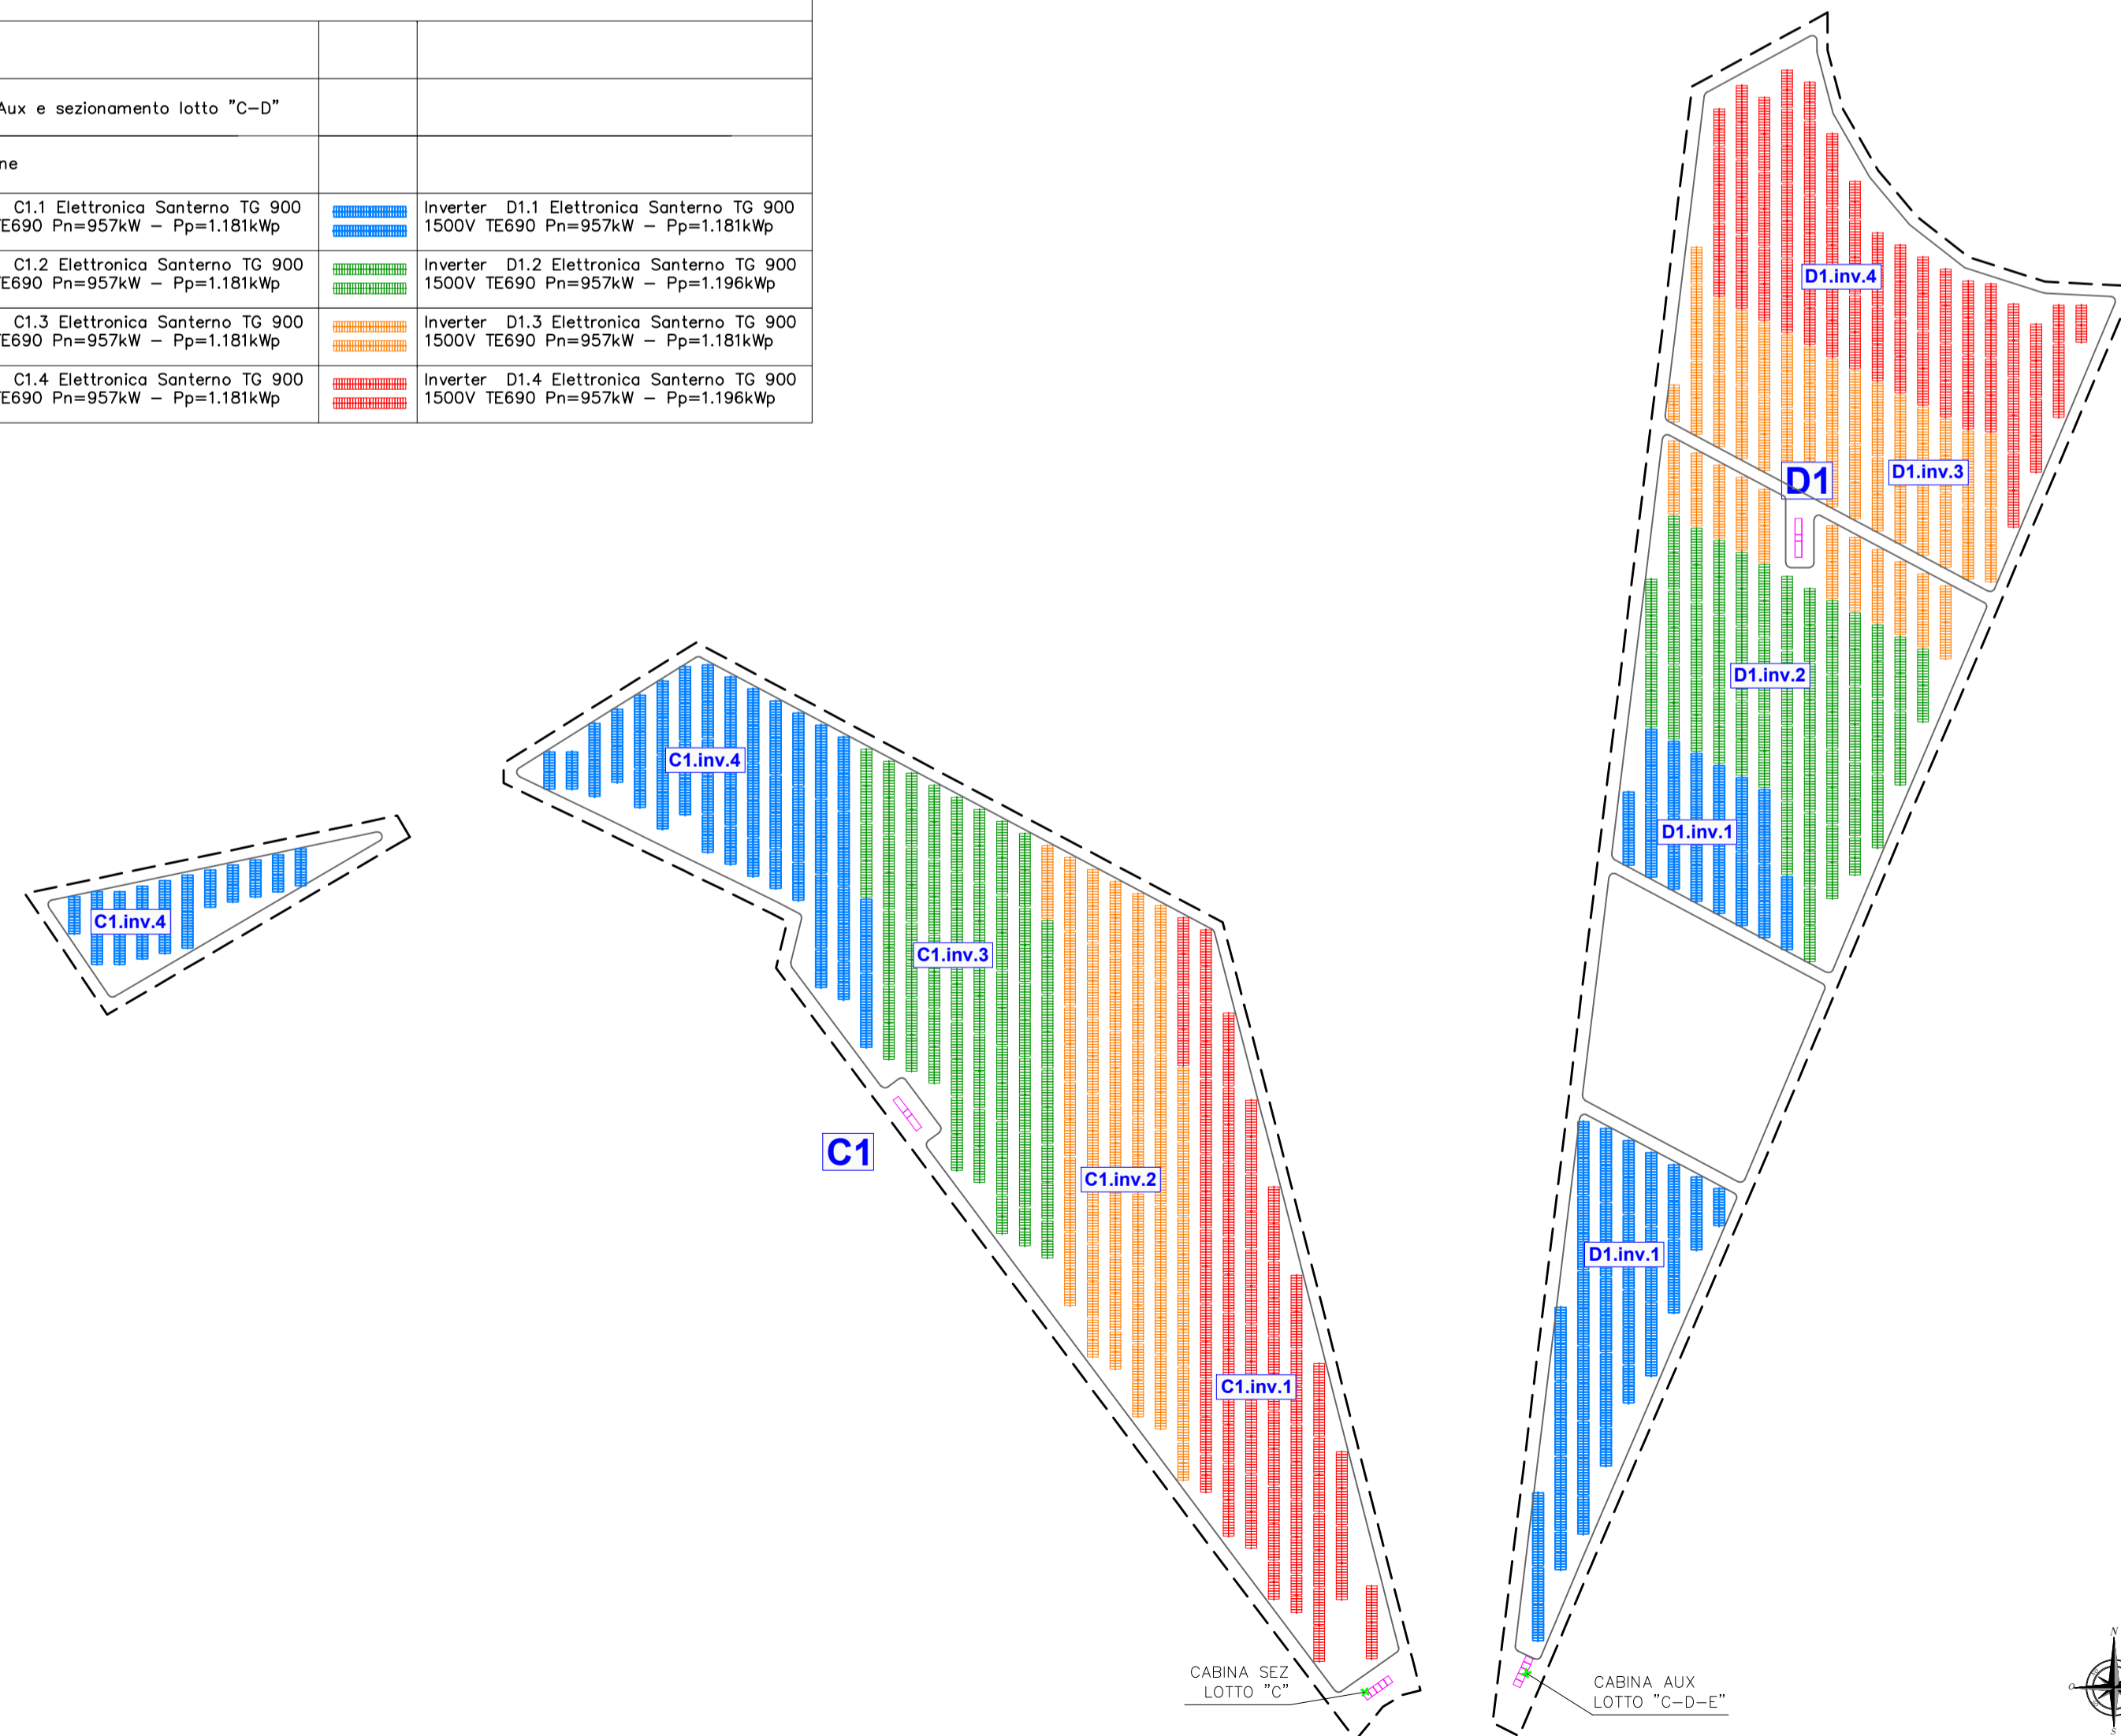 Aux e sezionamento lotto "C-D"
ne
C1.1 Elettronica Santerno TG 900
TE690 Pn=957kW – Pp=1.181kWp
Inverter D1.1 Elettronica Santerno TG 900
1500V TE690 Pn=957kW – Pp=1.181kWp
C1.2 Elettronica Santerno TG 900
TE690 Pn=957kW – Pp=1.181kWp
Inverter D1.2 Elettronica Santerno TG 900
1500V TE690 Pn=957kW – Pp=1.196kWp
C1.3 Elettronica Santerno TG 900
TE690 Pn=957kW – Pp=1.181kWp
Inverter D1.3 Elettronica Santerno TG 900
1500V TE690 Pn=957kW – Pp=1.181kWp
C1.4 Elettronica Santerno TG 900
TE690 Pn=957kW – Pp=1.181kWp
Inverter D1.4 Elettronica Santerno TG 900
1500V TE690 Pn=957kW – Pp=1.196kWp
D1.inv.4
D1.inv.3
D1
D1.inv.2
C1.inv.4
D1.inv.1
C1.inv.4
C1.inv.3
C1
C1.inv.2
D1.inv.1
C1.inv.1
CABINA SEZ
LOTTO "C"
CABINA AUX
LOTTO "C-D-E"
N
O
S